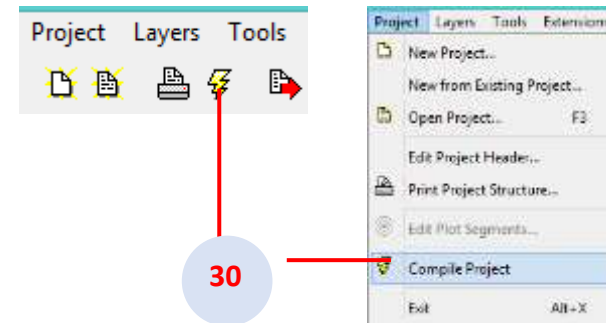 Project Layers Tools
30
Project Layers Tools Extension
New Project...
New from Existing Project...
Open Project... F3
Edit Project Header...
Print Project Structure...
Edit Plot Segments...
Compile Project
Exit Alt+X